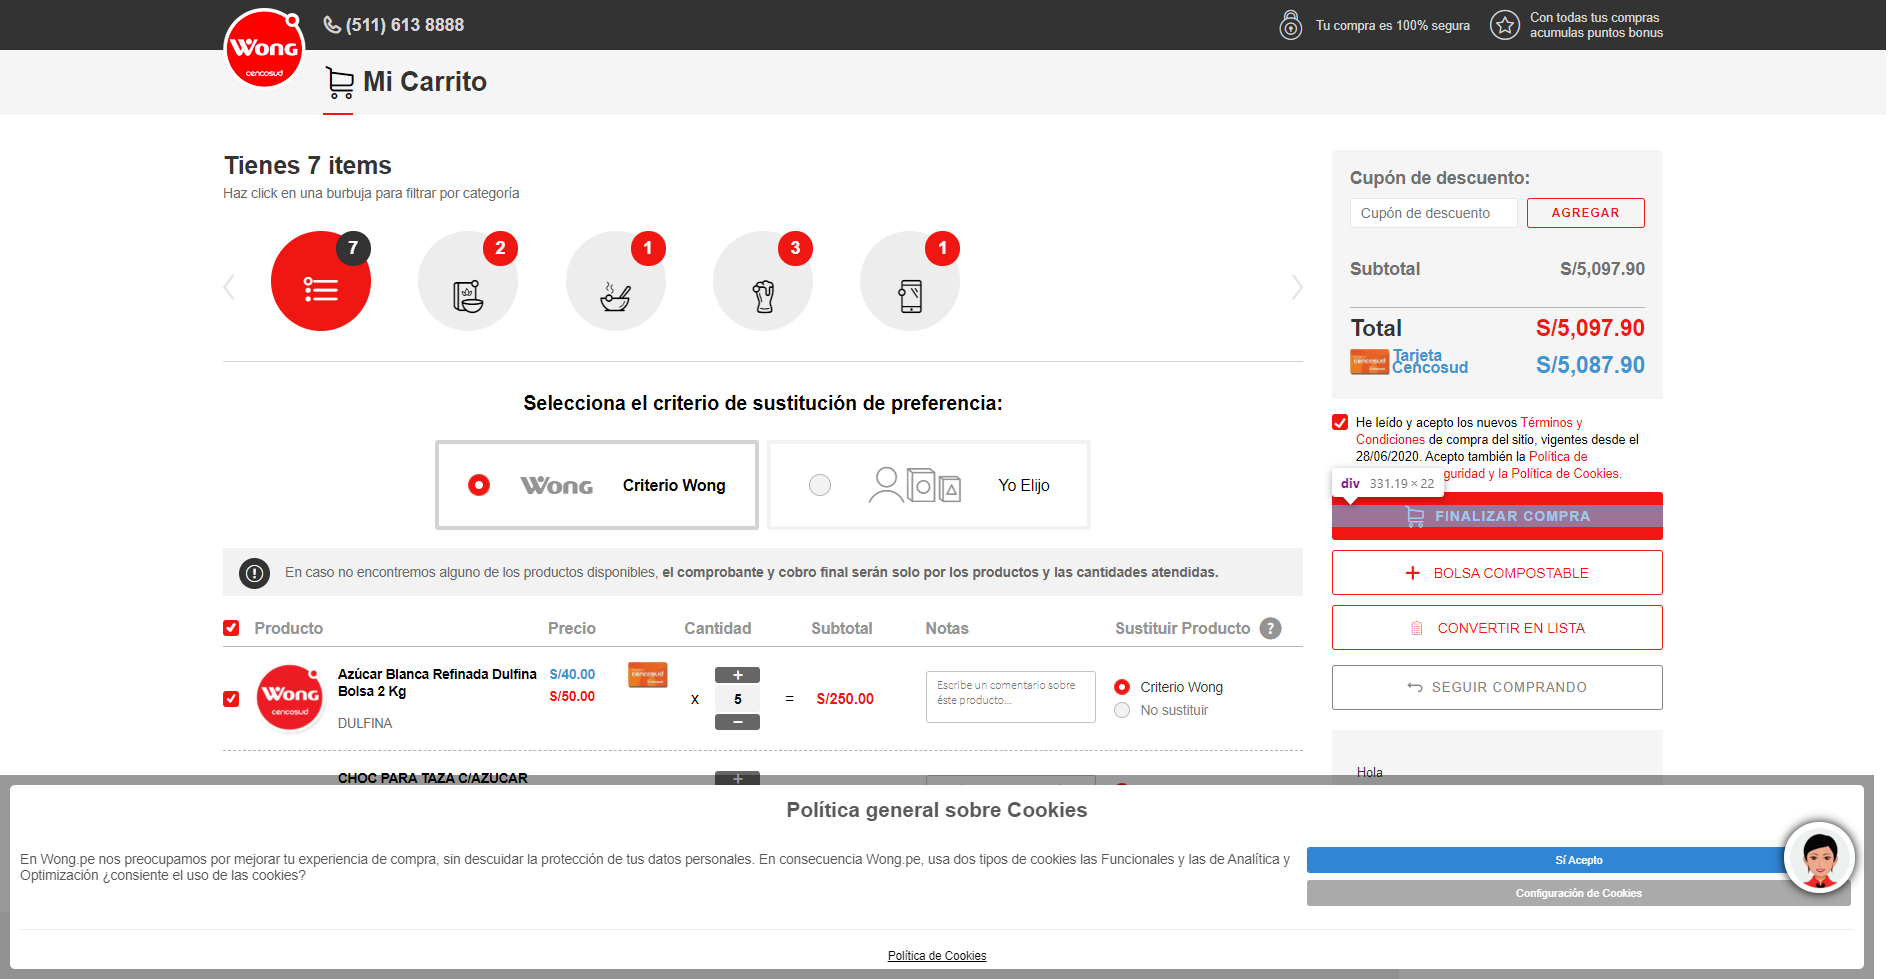 (511) 613 8888
Tu compra es 100% segura
Con todas tus compras
acumulas puntos bonus
Wong
cencosud
Mi Carrito
Tienes 7 items
Haz click en una burbuja para filtrar por categoría
7
2
1
3
1
Selecciona el criterio de sustitución de preferencia:
Wong
Criterio Wong
Yo Elijo
En caso no encontremos alguno de los productos disponibles, el comprobante y cobro final serán solo por los productos y las cantidades atendidas.
Producto
Precio
Cantidad
Subtotal
Notas
Sustituir Producto ?
Wong
cencosud
Azúcar Blanca Refinada Dulfina
Bolsa 2 Kg
DULFINA
S/40.00
S/50.00
cencosud
x
+
5
−
=
S/250.00
Escribe un comentario sobre
éste producto...
Criterio Wong
No sustituir
CHOC PARA TAZA C/AZUCAR
+
Cupón de descuento:
Cupón de descuento
AGREGAR
Subtotal
S/5,097.90
Total
S/5,097.90
cencosud
Tarjeta
Cencosud
S/5,087.90
He leído y acepto los nuevos Términos y
Condiciones de compra del sitio, vigentes desde el
28/06/2020. Acepto también la Política de
guridad y la Política de Cookies.
div 331.19 × 22
FINALIZAR COMPRA
+ BOLSA COMPOSTABLE
CONVERTIR EN LISTA
SEGUIR COMPRANDO
Hola
Política general sobre Cookies
En Wong.pe nos preocupamos por mejorar tu experiencia de compra, sin descuidar la protección de tus datos personales. En consecuencia Wong.pe, usa dos tipos de cookies las Funcionales y las de Analítica y
Optimización ¿consiente el uso de las cookies?
Sí Acepto
Configuración de Cookies
Política de Cookies